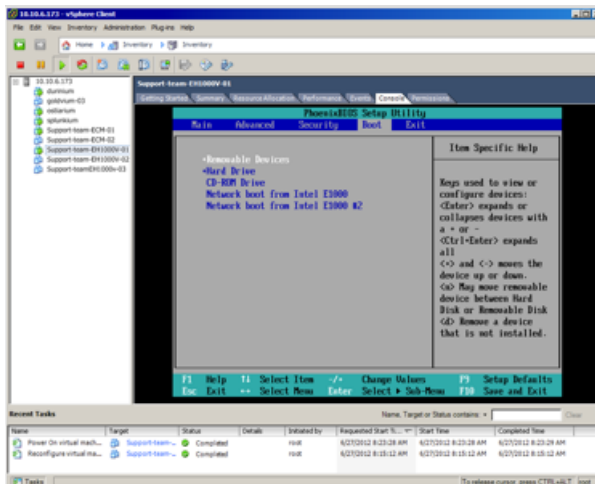 10.10.6.173 - vSphere Client
File Edit View Inventory Administration Plug-ins Help
Home Inventory Inventory
10.10.6.173
durinium
goldvium-03
ostiarium
splunkium
Support-team-ECM-01
Support-team-ECM-02
Support-team-EH1000V-01
Support-team-EH1000V-02
Support-teamEH1000v-03
Support-team-EH1000V-01
Getting Started Summary Resource Allocation Performance Events Console Permissions
PhoenixBIOS Setup Utility
Main Advanced Security Boot Exit
+Removable Devices
+Hard Drive
CD-ROM Drive
Network boot from Intel E1000
Network boot from Intel E1000 #2
Item Specific Help
Keys used to view or
configure devices:
<Enter> expands or
collapses devices with
a + or -
<Ctrl+Enter> expands
all
<+> and <-> moves the
device up or down.
<n> May move removable
device between Hard
Disk or Removable Disk
<d> Remove a device
that is not installed.
F1 Help ↑↓ Select Item -/+ Change Values F9 Setup Defaults
Esc Exit ↔ Select Menu Enter Select ▶ Sub-Menu F10 Save and Exit
Recent Tasks
Name, Target or Status contains: Clear
Name Target Status Details Initiated by Requested Start Ti... Start Time Completed Time
Power On virtual mach... Support-team-... Completed root 6/27/2012 8:23:28 AM 6/27/2012 8:23:28 AM 6/27/2012 8:23:29 AM
Reconfigure virtual ma... Support-team-... Completed root 6/27/2012 8:15:12 AM 6/27/2012 8:15:12 AM 6/27/2012 8:15:12 AM
Tasks To release cursor, press CTRL+ALT root